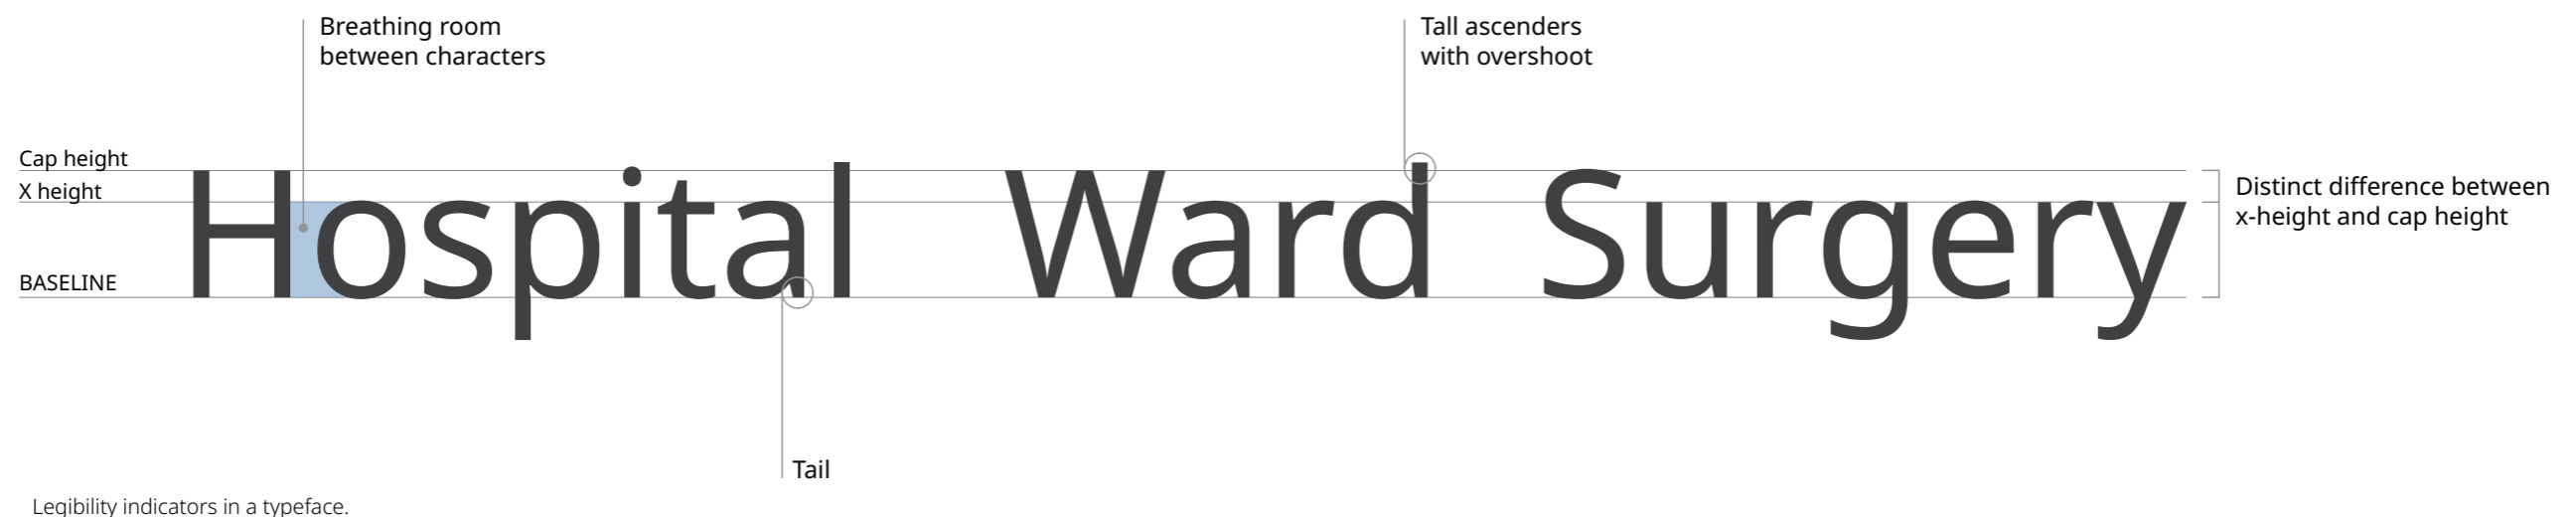 Breathing room
between characters
Tall ascenders
with overshoot
Cap height
X height
BASELINE
Hospital Ward Surgery
Distinct difference between
x-height and cap height
Tail
Legibility indicators in a typeface.